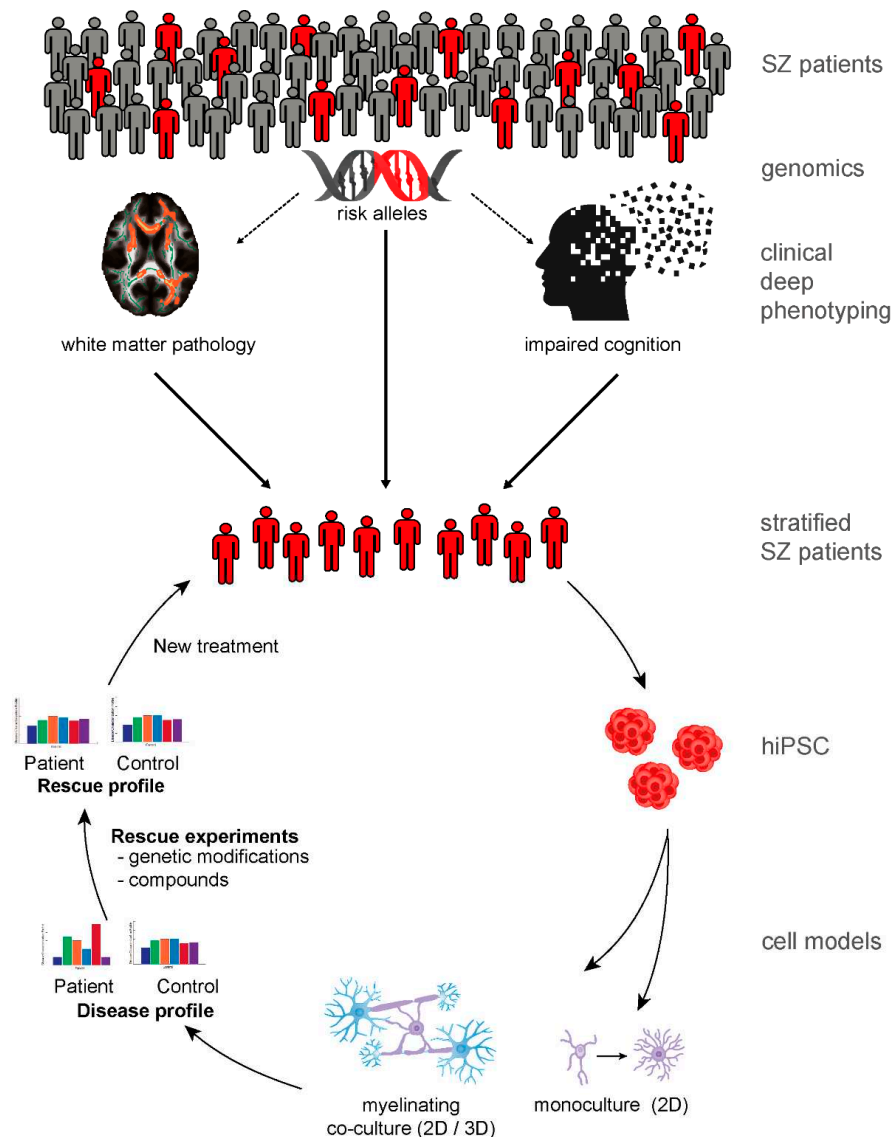 SZ patients
genomics
risk alleles
clinical
deep
phenotyping
white matter pathology
impaired cognition
stratified
SZ patients
New treatment
hiPSC
Patient
Control
Rescue profile
Rescue experiments
- genetic modifications
- compounds
cell models
Patient
Control
Disease profile
myelinating
co-culture (2D / 3D)
monoculture (2D)